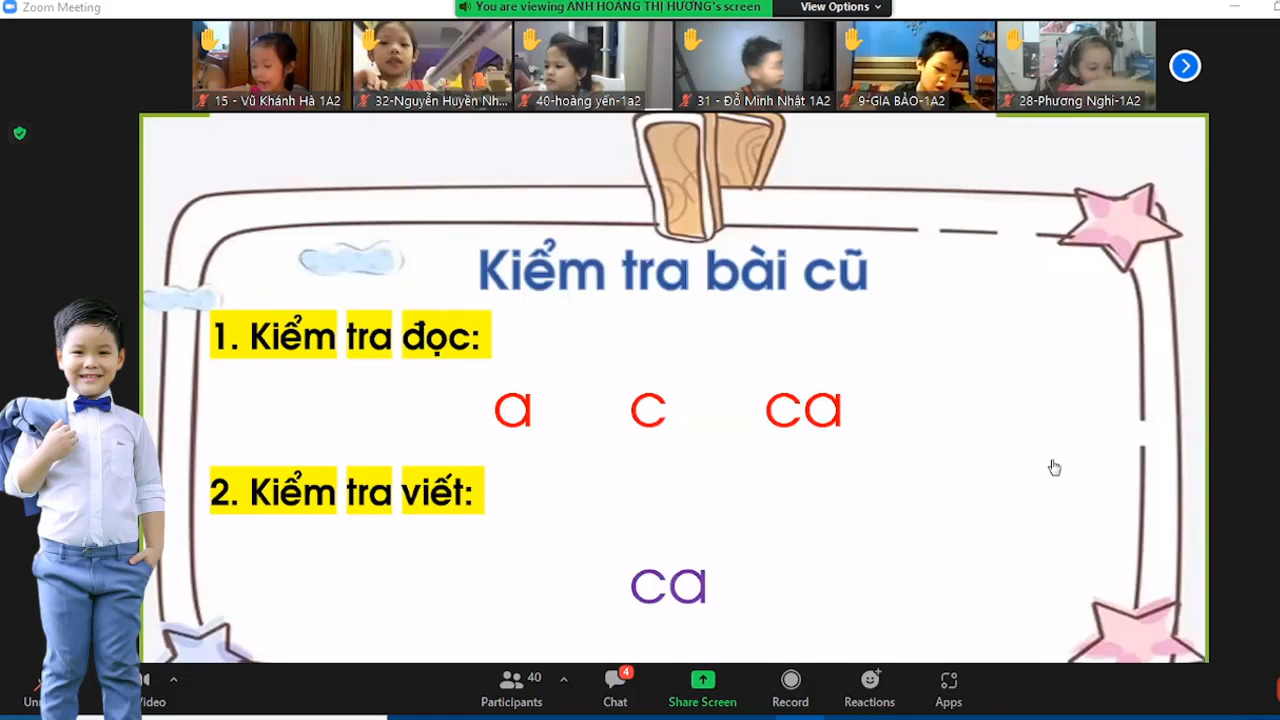 Zoom Meeting
You are viewing ANH HOÀNG THỊ HƯƠNG's screen
View Options
15 - Vũ Khánh Hà 1A2
32-Nguyễn Huyền Nh...
40-hoàng yến-1a2
31 - Đỗ Minh Nhật 1A2
9-GIA BẢO-1A2
28-Phương Nghi-1A2
Kiểm tra bài cũ
1. Kiểm tra đọc:
a c ca
2. Kiểm tra viết:
ca
40
4
Video
Participants
Chat
Share Screen
Record
Reactions
Apps